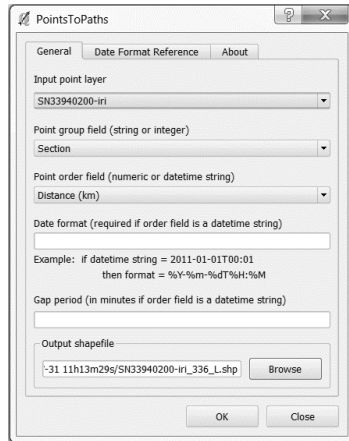 PointsToPaths
General Date Format Reference About
Input point layer
SN33940200-iri
Point group field (string or integer)
Section
Point order field (numeric or datetime string)
Distance (km)
Date format (required if order field is a datetime string)
Example: if datetime string = 2011-01-01T00:01
then format = %Y-%m-%dT%H:%M
Gap period (in minutes if order field is a datetime string)
Output shapefile
'-31 11h13m29s/SN33940200-iri_336_L.shp Browse
OK Close